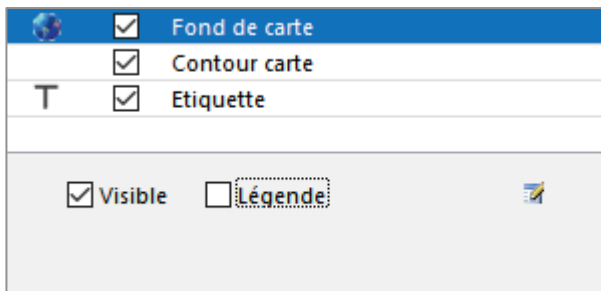 Fond de carte
Contour carte
T Etiquette
Visible Légende